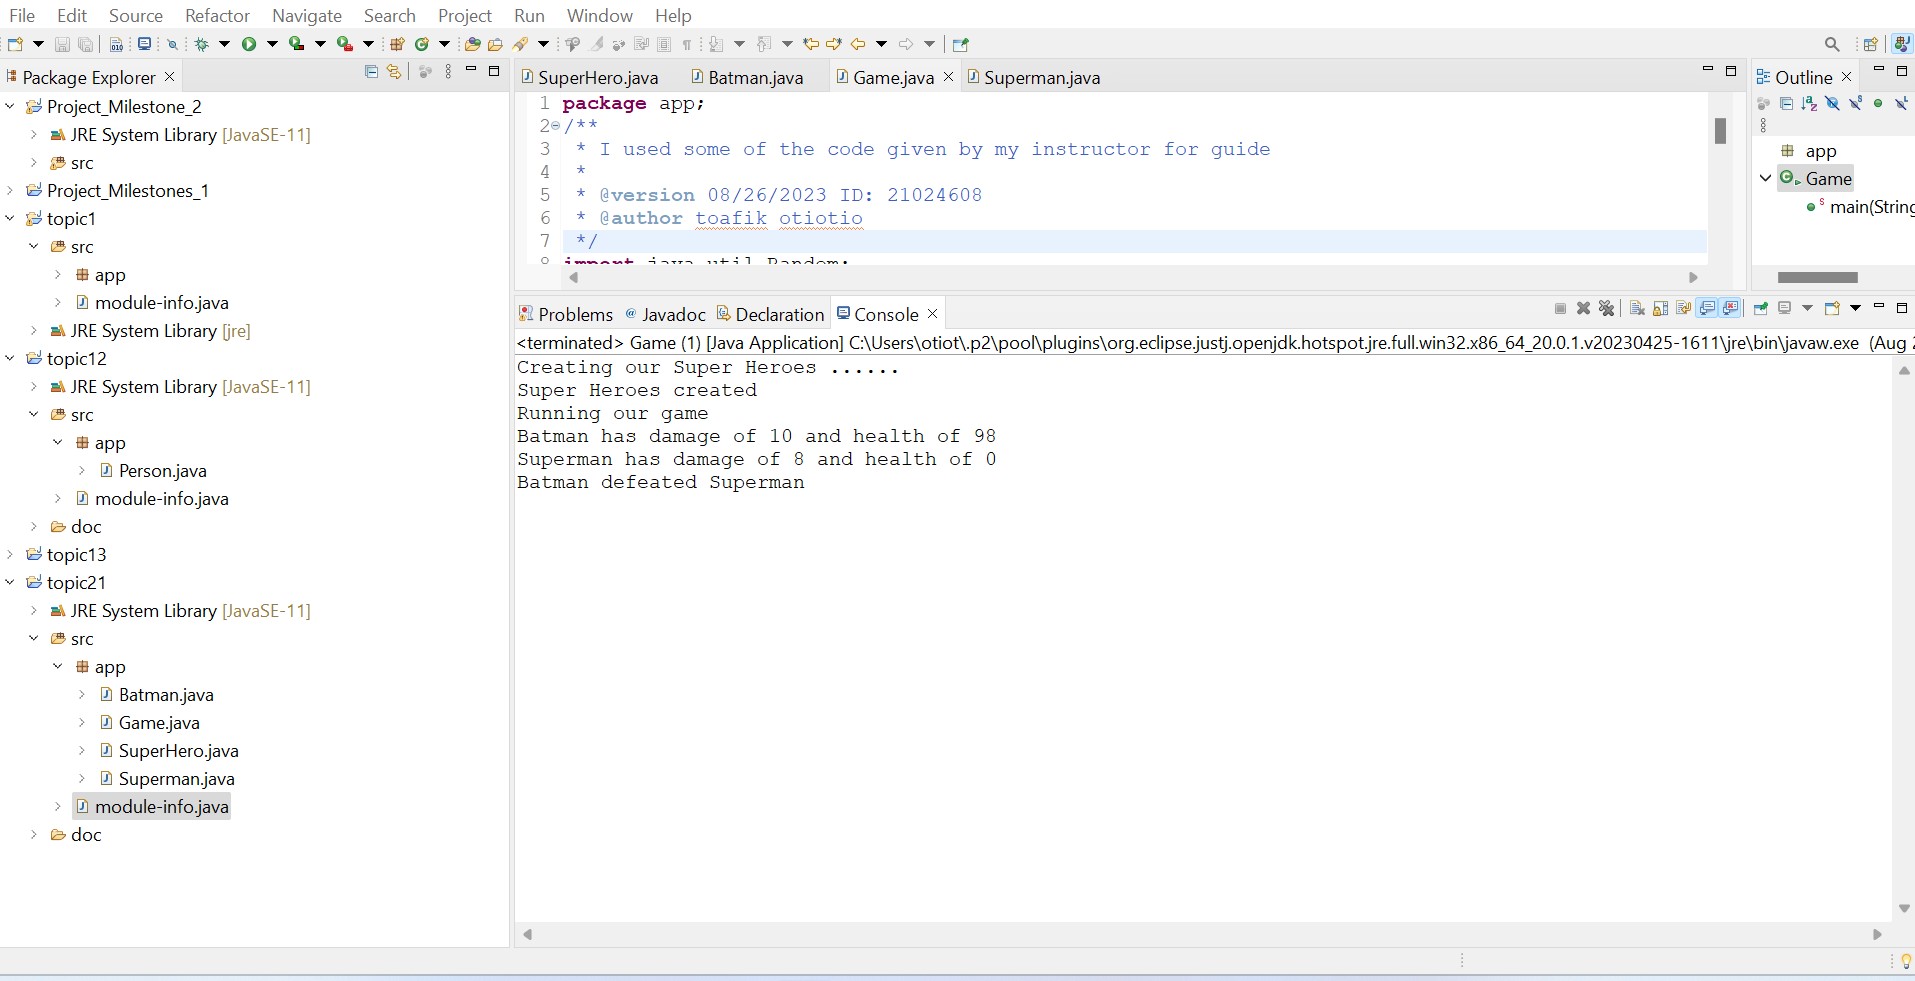 File Edit Source Refactor Navigate Search Project Run Window Help
Package Explorer
Project_Milestone_2
JRE System Library [JavaSE-11]
src
Project_Milestones_1
topic1
src
app
module-info.java
JRE System Library [jre]
topic12
JRE System Library [JavaSE-11]
src
app
Person.java
module-info.java
doc
topic13
topic21
JRE System Library [JavaSE-11]
src
app
Batman.java
Game.java
SuperHero.java
Superman.java
module-info.java
doc
SuperHero.java Batman.java Game.java Superman.java
1 package app;
2 /**
3 * I used some of the code given by my instructor for guide
4 *
5 * @version 08/26/2023 ID: 21024608
6 * @author toafik otiotio
7 */
8 import java.util.Random;
Outline
app
Game
main(String
Problems @ Javadoc Declaration Console
<terminated> Game (1) [Java Application] C:\Users\otiot\.p2\pool\plugins\org.eclipse.justj.openjdk.hotspot.jre.full.win32.x86_64_20.0.1.v20230425-1611\jre\bin\javaw.exe (Aug 2
Creating our Super Heroes ......
Super Heroes created
Running our game
Batman has damage of 10 and health of 98
Superman has damage of 8 and health of 0
Batman defeated Superman